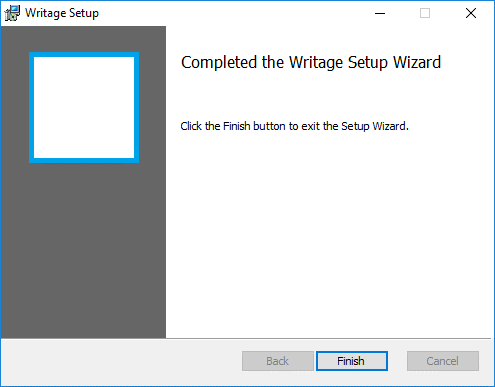 Writage Setup
Completed the Writage Setup Wizard
Click the Finish button to exit the Setup Wizard.
Back
Finish
Cancel